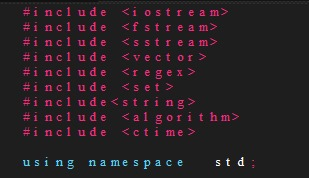 #include <iostream>
#include <fstream>
#include <sstream>
#include <vector>
#include <regex>
#include <set>
#include<string>
#include <algorithm>
#include <ctime>
using namespace std;